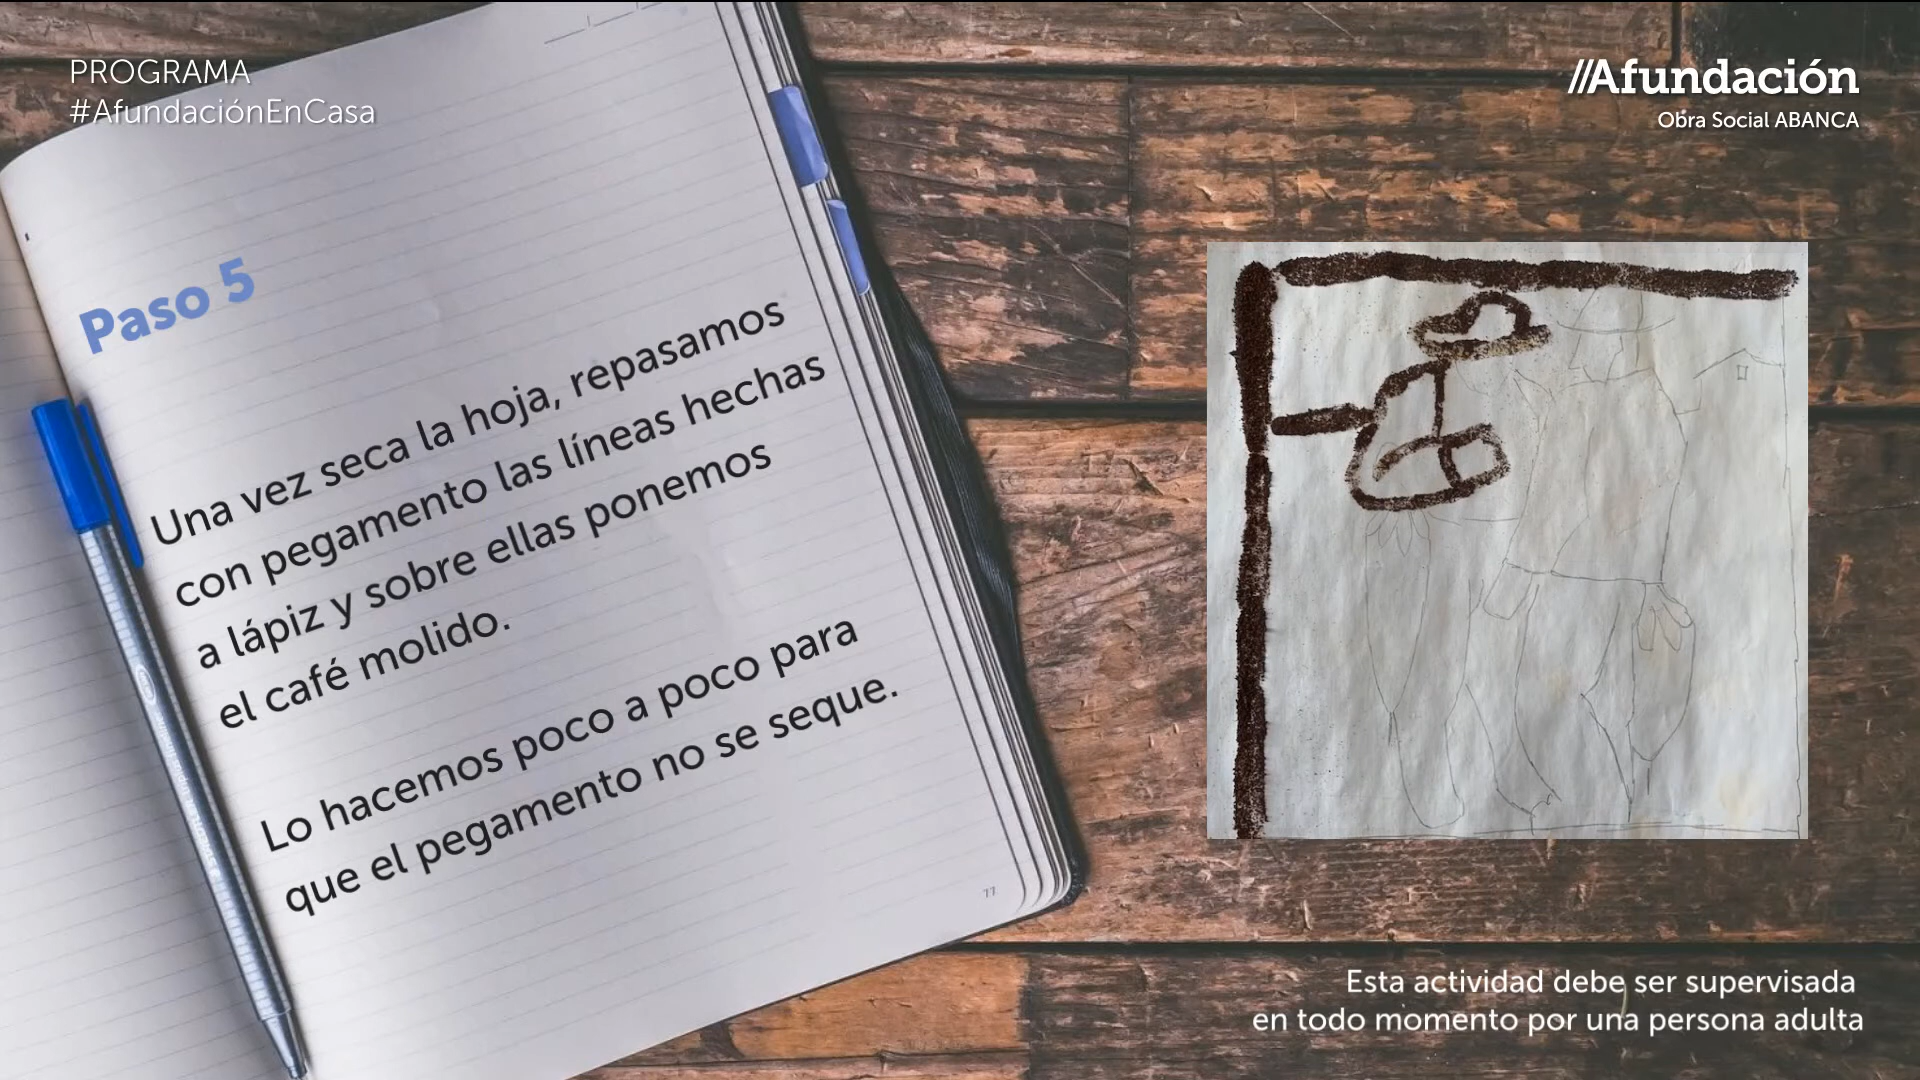 PROGRAMA
#AfundaciónEnCasa
//Afundación
Obra Social ABANCA
Paso 5
Una vez seca la hoja, repasamos
con pegamento las líneas hechas
a lápiz y sobre ellas ponemos
el café molido.
Lo hacemos poco a poco para
que el pegamento no se seque.
77
Esta actividad debe ser supervisada
en todo momento por una persona adulta